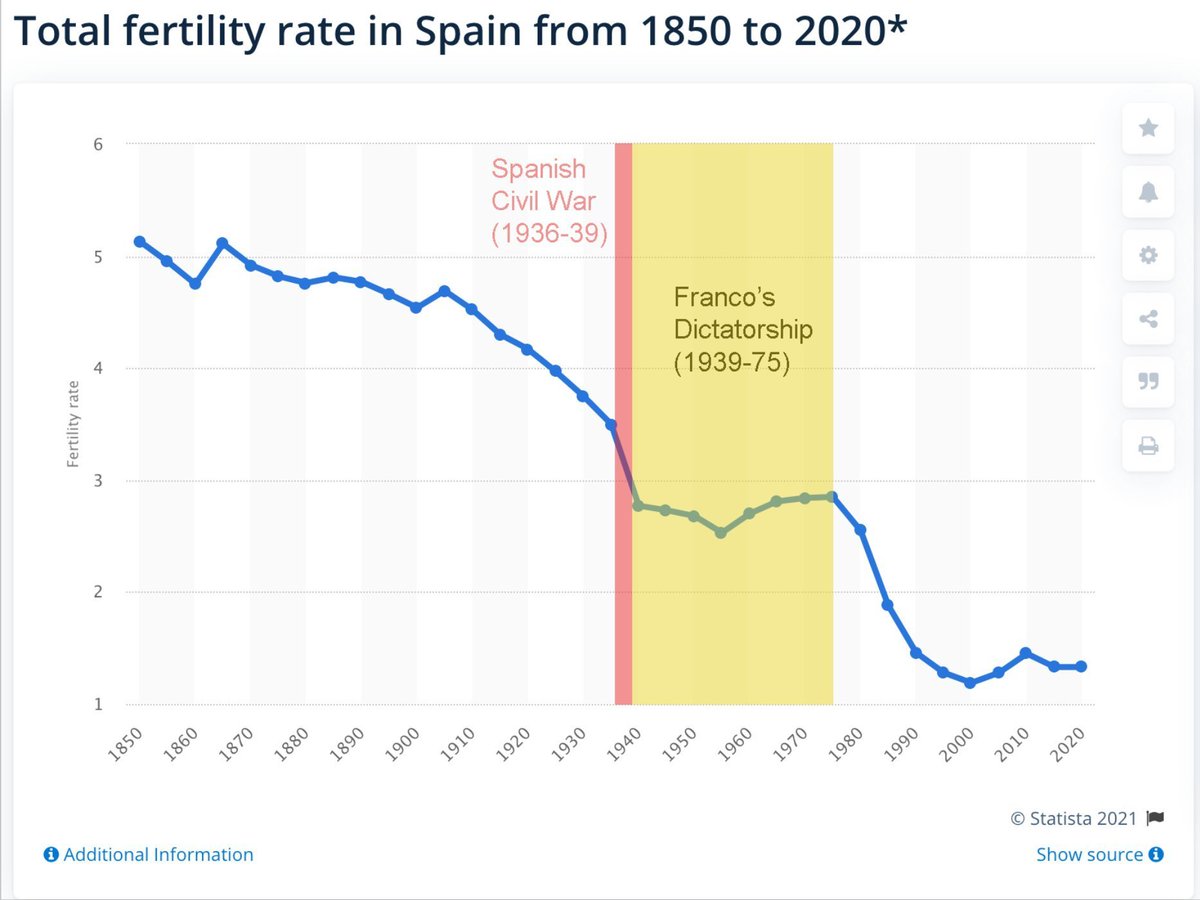 Total fertility rate in Spain from 1850 to 2020*
6
Spanish
Civil War
(1936-39)
5
Franco's
Dictatorship
(1939-75)
4
Fertility rate
3
2
1
1850
1860
1870
1880
1890
1900
1910
1920
1930
1940
1950
1960
1970
1980
1990
2000
2010
2020
© Statista 2021
Additional Information
Show source